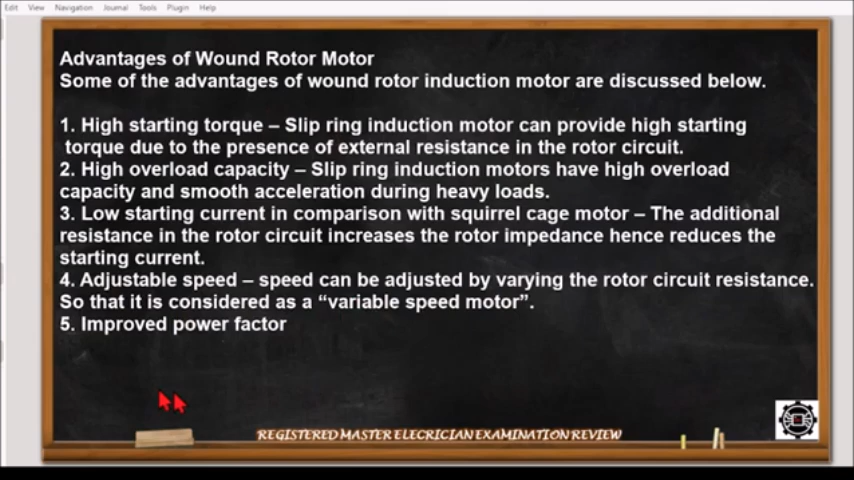 Edit View Navigation Journal Tools Plugin Help
Advantages of Wound Rotor Motor
Some of the advantages of wound rotor induction motor are discussed below.
1. High starting torque – Slip ring induction motor can provide high starting
torque due to the presence of external resistance in the rotor circuit.
2. High overload capacity – Slip ring induction motors have high overload
capacity and smooth acceleration during heavy loads.
3. Low starting current in comparison with squirrel cage motor – The additional
resistance in the rotor circuit increases the rotor impedance hence reduces the
starting current.
4. Adjustable speed – speed can be adjusted by varying the rotor circuit resistance.
So that it is considered as a “variable speed motor”.
5. Improved power factor
REGISTERED MASTER ELECRICIAN EXAMINATION REVIEW